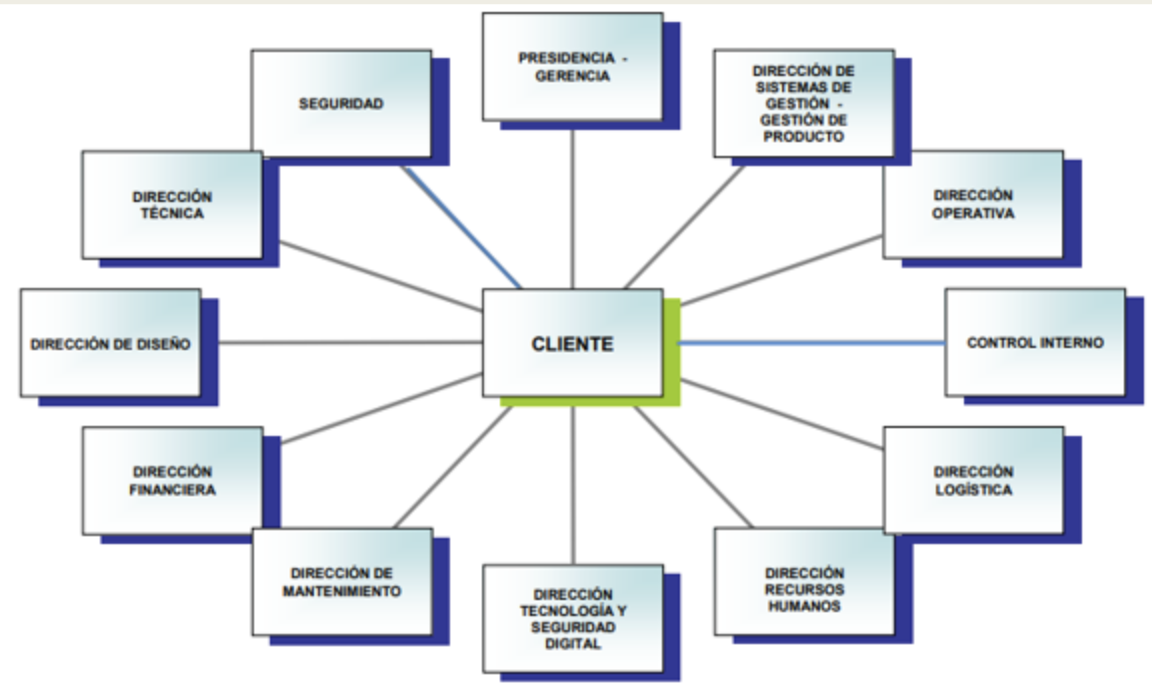 PRESIDENCIA -
GERENCIA
SEGURIDAD
DIRECCIÓN DE
SISTEMAS DE
GESTIÓN -
GESTIÓN DE
PRODUCTO
DIRECCIÓN
TÉCNICA
DIRECCIÓN
OPERATIVA
DIRECCIÓN DE DISEÑO
CLIENTE
CONTROL INTERNO
DIRECCIÓN
FINANCIERA
DIRECCIÓN
LOGÍSTICA
DIRECCIÓN DE
MANTENIMIENTO
DIRECCIÓN
TECNOLOGÍA Y
SEGURIDAD
DIGITAL
DIRECCIÓN
RECURSOS
HUMANOS